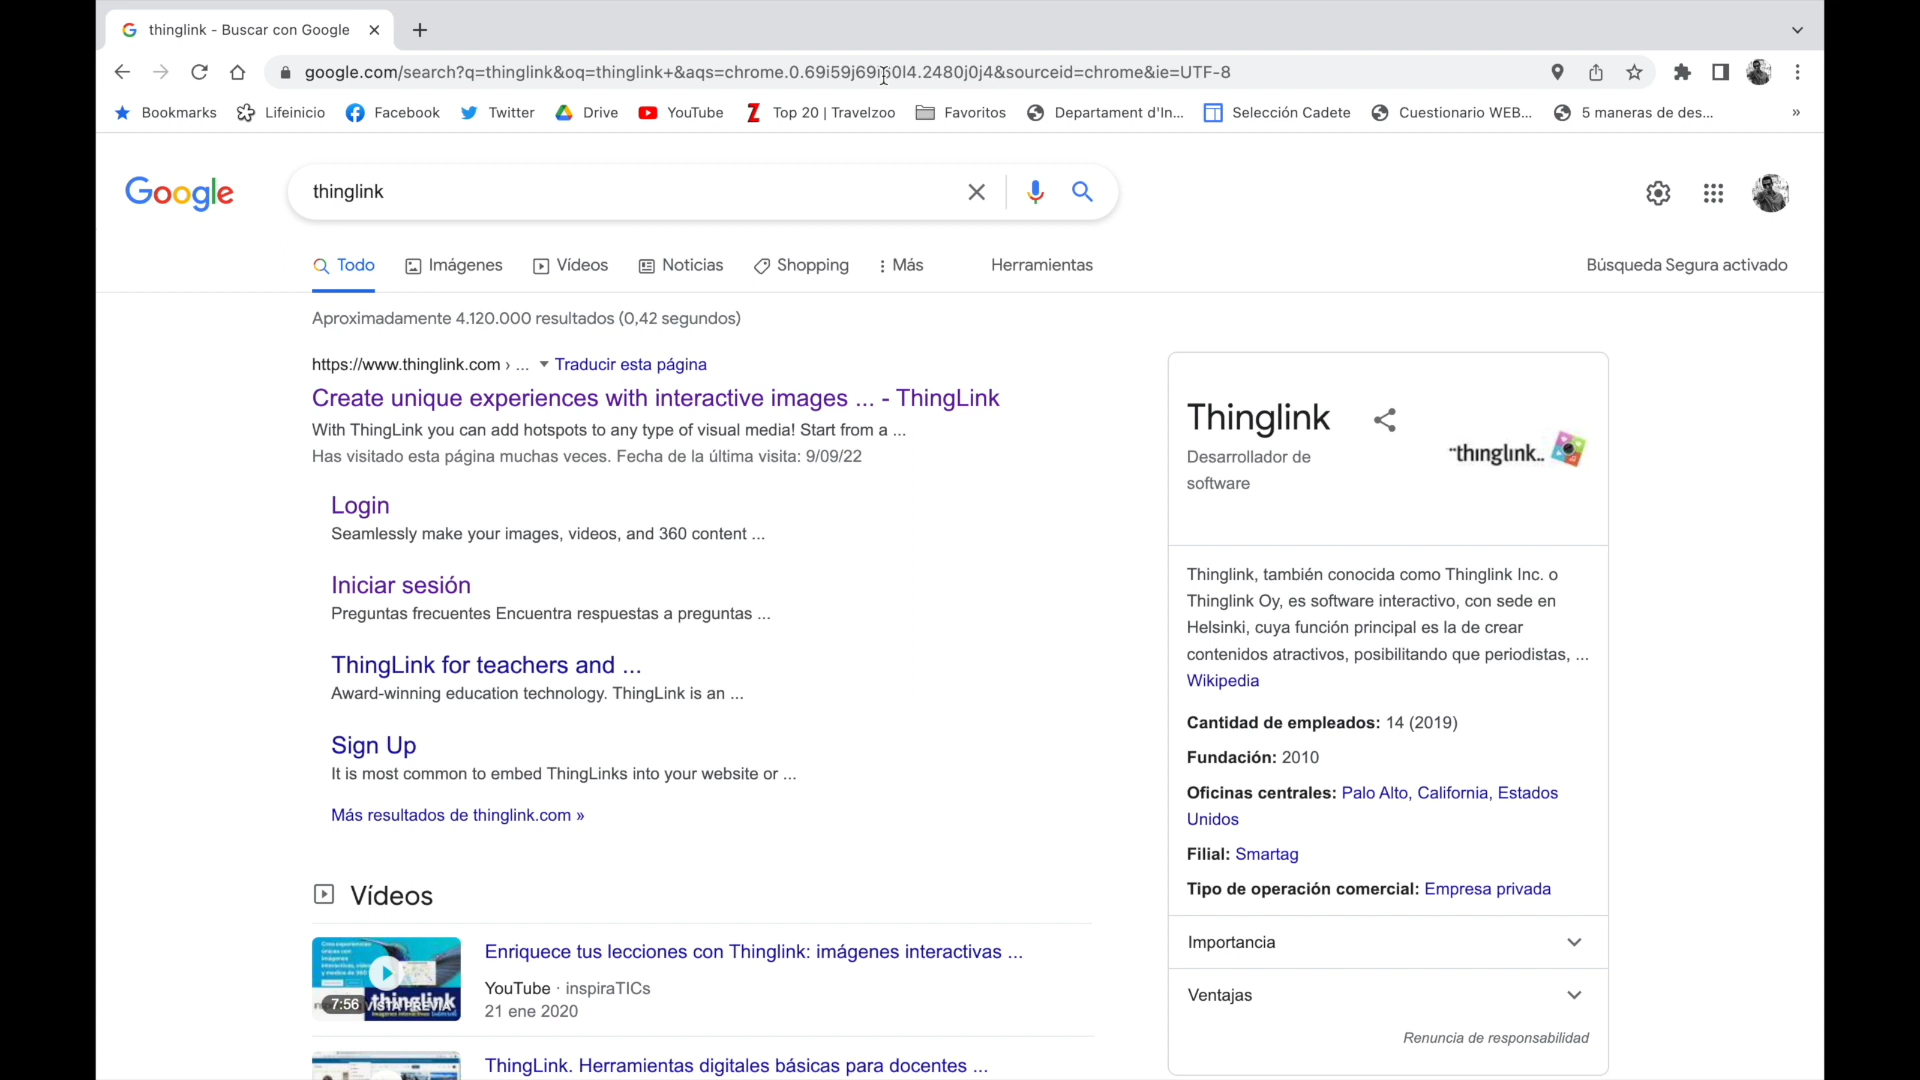 thinglink - Buscar con Google
google.com/search?q=thinglink&oq=thinglink+&aqs=chrome.0.69i59j69i60l4.2480j0j4&sourceid=chrome&ie=UTF-8
Bookmarks Lifeinicio Facebook Twitter Drive YouTube Top 20 | Travelzoo Favoritos Departament d'In... Selección Cadete Cuestionario WEB... 5 maneras de des... »
Google
thinglink
Todo Imágenes Vídeos Noticias Shopping Más Herramientas Búsqueda Segura activado
Aproximadamente 4.120.000 resultados (0,42 segundos)
https://www.thinglink.com › ... Traducir esta página
Create unique experiences with interactive images ... - ThingLink
With ThingLink you can add hotspots to any type of visual media! Start from a ...
Has visitado esta página muchas veces. Fecha de la última visita: 9/09/22
Login
Seamlessly make your images, videos, and 360 content ...
Iniciar sesión
Preguntas frecuentes Encuentra respuestas a preguntas ...
ThingLink for teachers and ...
Award-winning education technology. ThingLink is an ...
Sign Up
It is most common to embed ThingLinks into your website or ...
Más resultados de thinglink.com »
Vídeos
7:56
VISTA PREVIA
thinglink
Enriquece tus lecciones con Thinglink: imágenes interactivas ...
YouTube · inspiraTICs
21 ene 2020
ThingLink. Herramientas digitales básicas para docentes ...
Thinglink
Desarrollador de
software
thinglink..
Thinglink, también conocida como Thinglink Inc. o
Thinglink Oy, es software interactivo, con sede en
Helsinki, cuya función principal es la de crear
contenidos atractivos, posibilitando que periodistas, ...
Wikipedia
Cantidad de empleados: 14 (2019)
Fundación: 2010
Oficinas centrales: Palo Alto, California, Estados
Unidos
Filial: Smartag
Tipo de operación comercial: Empresa privada
Importancia
Ventajas
Renuncia de responsabilidad